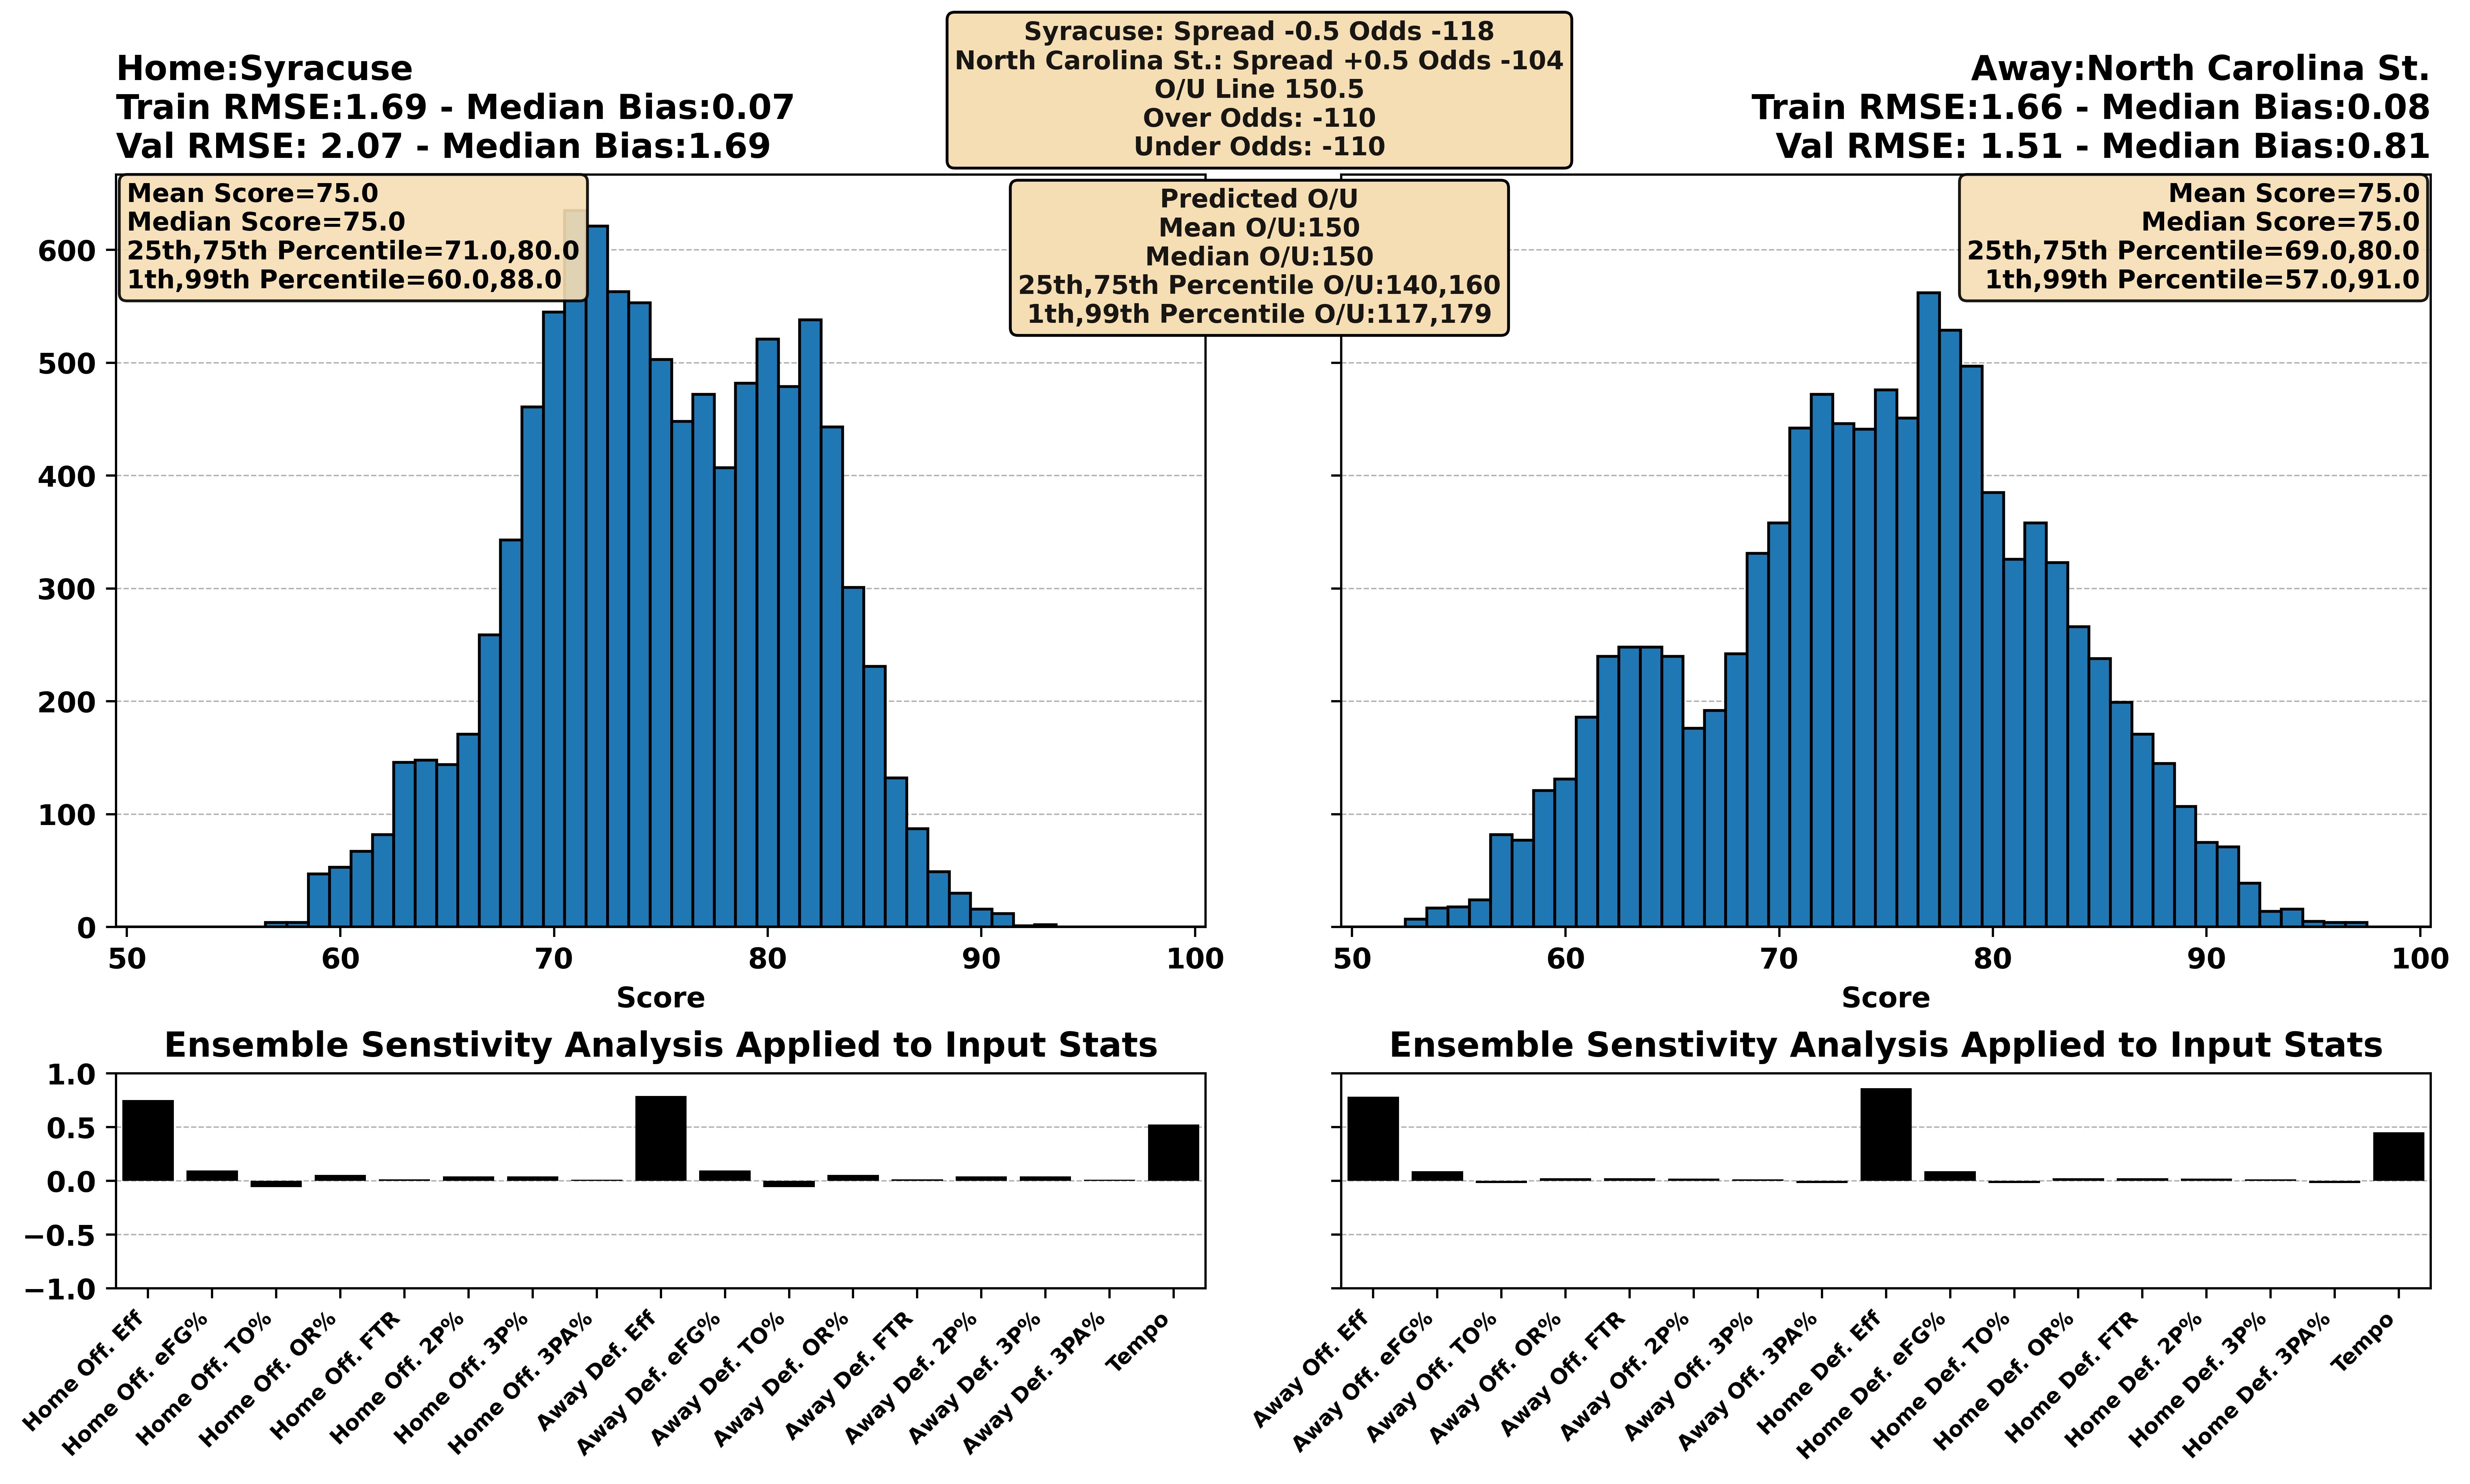 Syracuse: Spread -0.5 Odds -118
North Carolina St.: Spread +0.5 Odds -104
O/U Line 150.5
Over Odds: -110
Under Odds: -110
Home:Syracuse
Train RMSE:1.69 - Median Bias:0.07
Val RMSE: 2.07 - Median Bias:1.69
Away:North Carolina St.
Train RMSE:1.66 - Median Bias:0.08
Val RMSE: 1.51 - Median Bias:0.81
Mean Score=75.0
Median Score=75.0
25th,75th Percentile=71.0,80.0
1th,99th Percentile=60.0,88.0
Predicted O/U
Mean O/U:150
Median O/U:150
25th,75th Percentile O/U:140,160
1th,99th Percentile O/U:117,179
Mean Score=75.0
Median Score=75.0
25th,75th Percentile=69.0,80.0
1th,99th Percentile=57.0,91.0
600
500
400
300
200
100
0
50 60 70 80 90 100
Score
50 60 70 80 90 100
Score
Ensemble Senstivity Analysis Applied to Input Stats
1.0
0.5
0.0
−0.5
−1.0
Home Off. Eff
Home Off. eFG%
Home Off. TO%
Home Off. OR%
Home Off. FTR
Home Off. 2P%
Home Off. 3P%
Home Off. 3PA%
Away Def. Eff
Away Def. eFG%
Away Def. TO%
Away Def. OR%
Away Def. FTR
Away Def. 2P%
Away Def. 3P%
Away Def. 3PA%
Tempo
Ensemble Senstivity Analysis Applied to Input Stats
Away Off. Eff
Away Off. eFG%
Away Off. TO%
Away Off. OR%
Away Off. FTR
Away Off. 2P%
Away Off. 3P%
Away Off. 3PA%
Home Def. Eff
Home Def. eFG%
Home Def. TO%
Home Def. OR%
Home Def. FTR
Home Def. 2P%
Home Def. 3P%
Home Def. 3PA%
Tempo